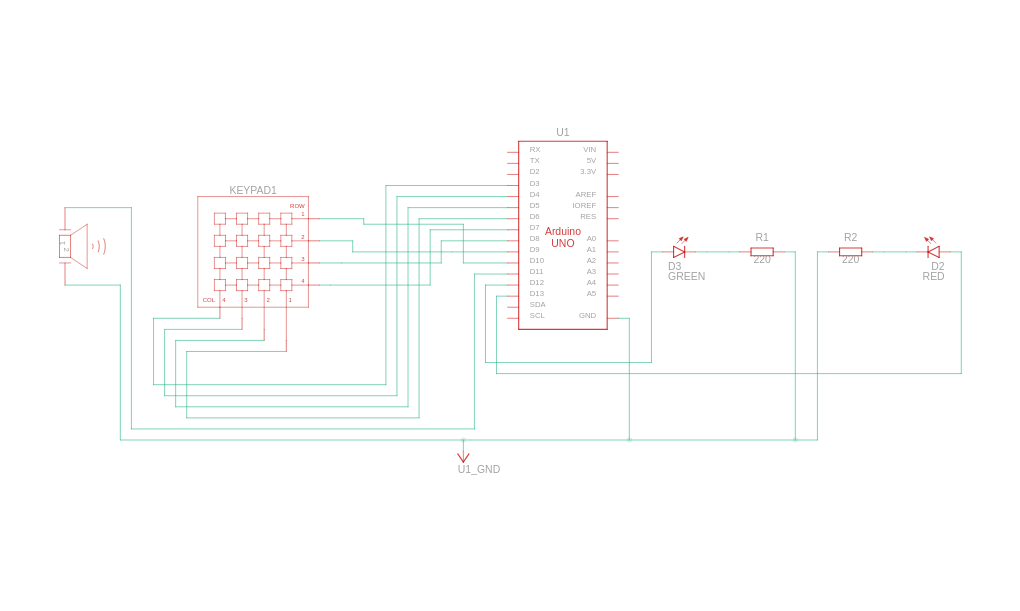 U1
RX VIN
TX 5V
D2 3.3V
D3
D4 AREF
D5 IOREF
D6 RES
D7
D8 A0
D9 A1
D10 A2
D11 A3
D12 A4
D13 A5
SDA
SCL GND
Arduino
UNO
KEYPAD1
ROW
1
2
3
4
COL 4 3 2 1
1 2
R1
220
R2
220
D3
GREEN
D2
RED
U1_GND